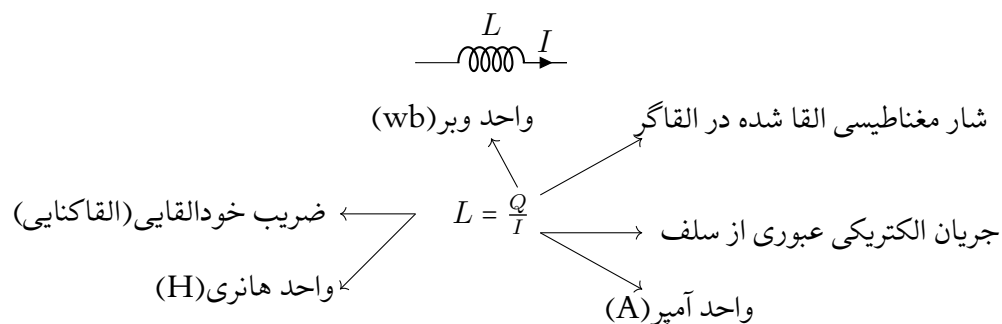 L I
واحد وبر(wb) شار مغناطیسی القا شده در القاگر
ضریب خودالقایی(القاکنایی) L = Q/I جریان الکتریکی عبوری از سلف
واحد هانری(H) واحد آمپر(A)